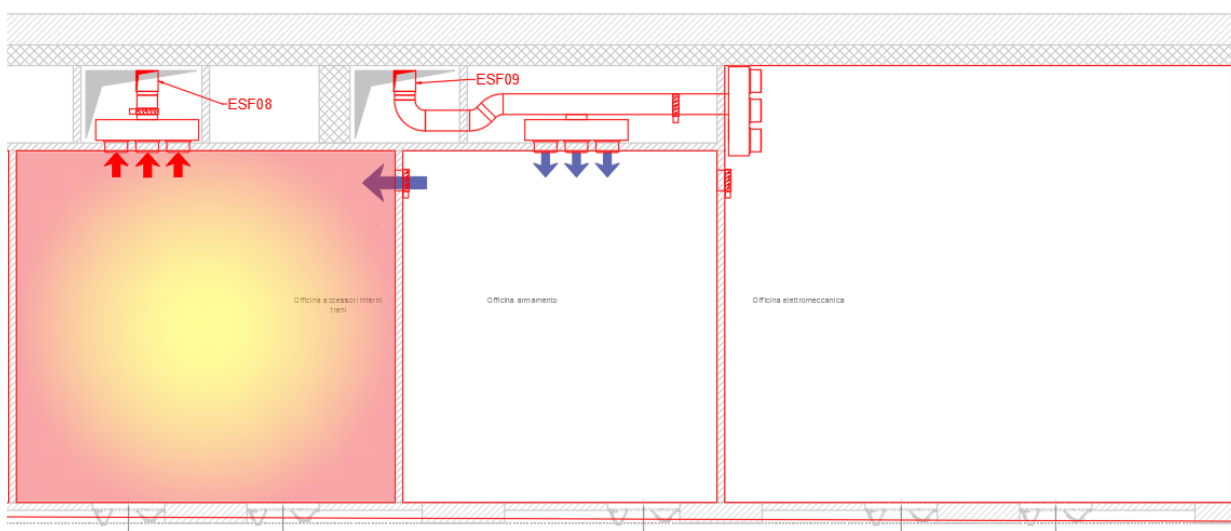 ESF08
ESF09
Officina accessori interni
treni
Officina armamento
Officina elettromeccanica